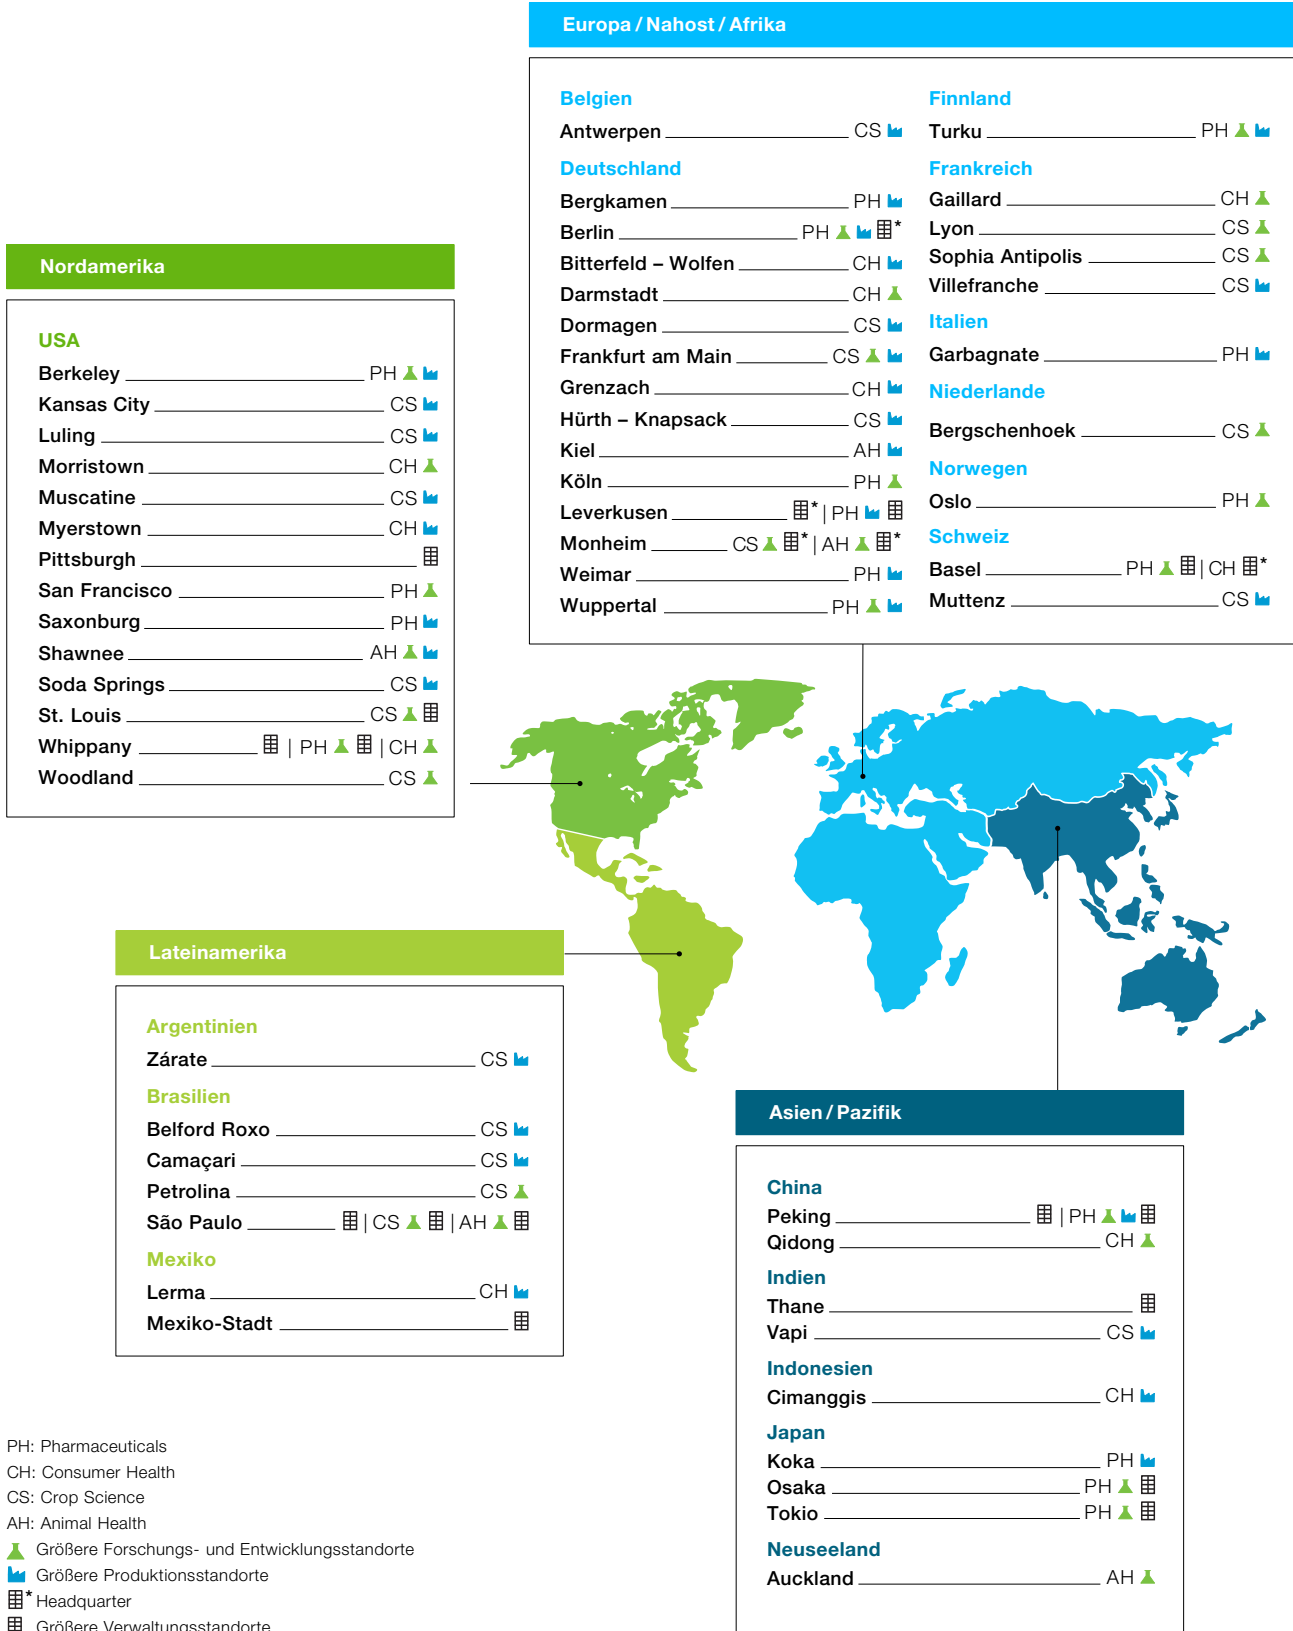 Europa / Nahost / Afrika
Belgien
Antwerpen CS
Deutschland
Bergkamen PH
Berlin PH *
Bitterfeld – Wolfen CH
Darmstadt CH
Dormagen CS
Frankfurt am Main CS
Grenzach CH
Hürth – Knapsack CS
Kiel AH
Köln PH
Leverkusen * | PH
Monheim CS * | AH *
Weimar PH
Wuppertal PH
Finnland
Turku PH
Frankreich
Gaillard CH
Lyon CS
Sophia Antipolis CS
Villefranche CS
Italien
Garbagnate PH
Niederlande
Bergschenhoek CS
Norwegen
Oslo PH
Schweiz
Basel PH | CH *
Muttenz CS
Nordamerika
USA
Berkeley PH
Kansas City CS
Luling CS
Morristown CH
Muscatine CS
Myerstown CH
Pittsburgh
San Francisco PH
Saxonburg PH
Shawnee AH
Soda Springs CS
St. Louis CS
Whippany | PH | CH
Woodland CS
Lateinamerika
Argentinien
Zárate CS
Brasilien
Belford Roxo CS
Camaçari CS
Petrolina CS
São Paulo | CS | AH
Mexiko
Lerma CH
Mexiko-Stadt
Asien / Pazifik
China
Peking | PH
Qidong CH
Indien
Thane
Vapi CS
Indonesien
Cimanggis CH
Japan
Koka PH
Osaka PH
Tokio PH
Neuseeland
Auckland AH
PH: Pharmaceuticals
CH: Consumer Health
CS: Crop Science
AH: Animal Health
Größere Forschungs- und Entwicklungsstandorte
Größere Produktionsstandorte
* Headquarter
Größere Verwaltungsstandorte